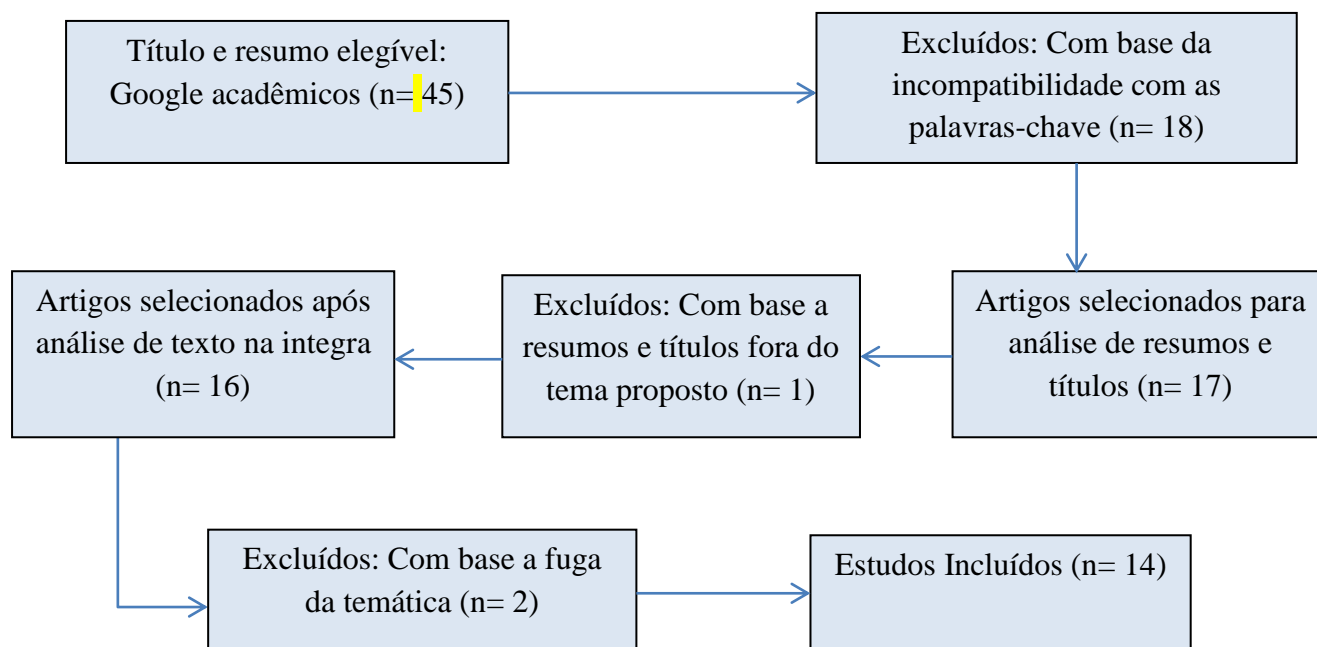 Título e resumo elegível:
Google acadêmicos (n= 45)
Excluídos: Com base da
incompatibilidade com as
palavras-chave (n= 18)
Artigos selecionados para
análise de resumos e
títulos (n= 17)
Excluídos: Com base a
resumos e títulos fora do
tema proposto (n= 1)
Artigos selecionados após
análise de texto na integra
(n= 16)
Excluídos: Com base a fuga
da temática (n= 2)
Estudos Incluídos (n= 14)